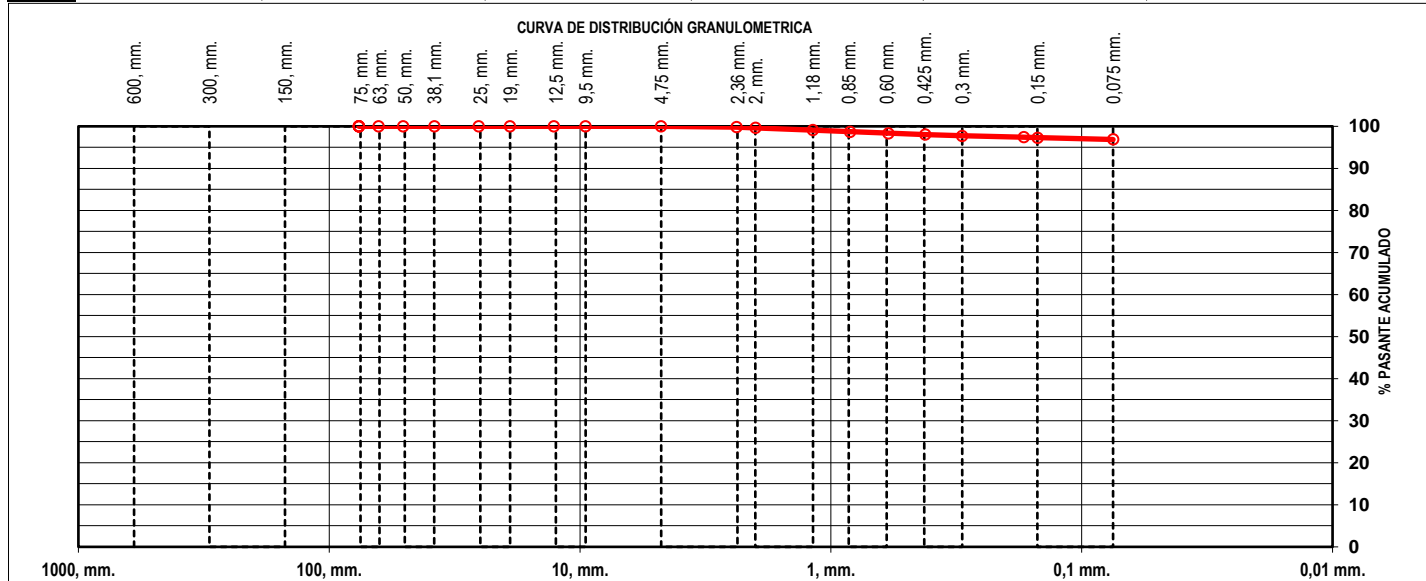 CURVA DE DISTRIBUCIÓN GRANULOMETRICA
600, mm.
300, mm.
150, mm.
75, mm.
63, mm.
50, mm.
38,1 mm.
25, mm.
19, mm.
12,5 mm.
9,5 mm.
4,75 mm.
2,36 mm.
2, mm.
1,18 mm.
0,85 mm.
0,60 mm.
0,425 mm.
0,3 mm.
0,15 mm.
0,075 mm.
100
90
80
70
60
50
40
30
20
10
0
% PASANTE ACUMULADO
1000, mm.
100, mm.
10, mm.
1, mm.
0,1 mm.
0,01 mm.